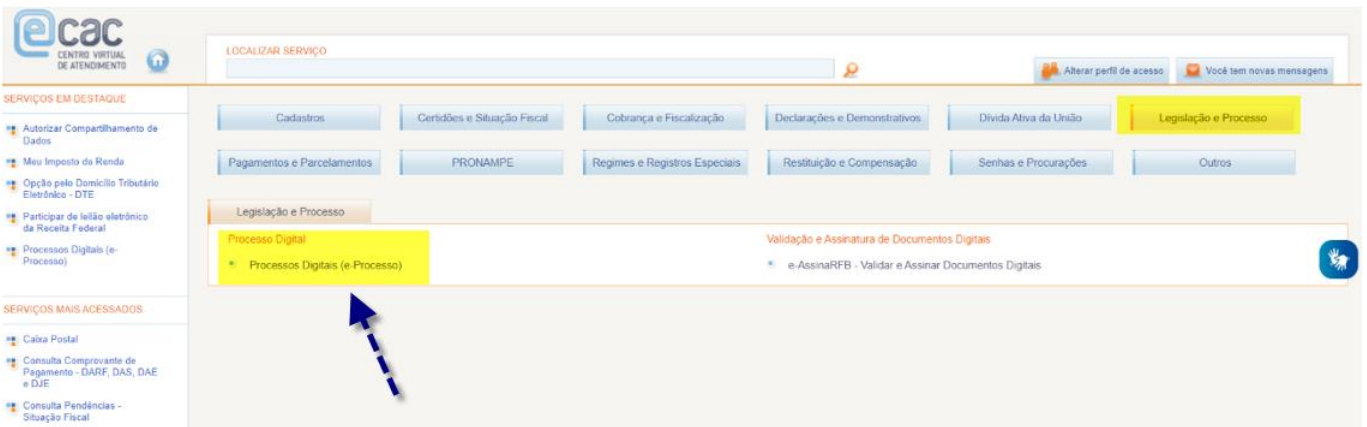 ecac
CENTRO VIRTUAL
DE ATENDIMENTO
LOCALIZAR SERVIÇO
Alterar perfil de acesso
Você tem novas mensagens
SERVIÇOS EM DESTAQUE
Autorizar Compartilhamento de
Dados
Meu Imposto de Renda
Opção pelo Domicílio Tributário
Eletrônico - DTE
Participar de leilão eletrônico
da Receita Federal
Processos Digitais (e-
Processo)
SERVIÇOS MAIS ACESSADOS
Caixa Postal
Consulta Comprovante de
Pagamento - DARF, DAS, DAE
e DJE
Consulta Pendências -
Situação Fiscal
Cadastros
Certidões e Situação Fiscal
Cobrança e Fiscalização
Declarações e Demonstrativos
Dívida Ativa da União
Legislação e Processo
Pagamentos e Parcelamentos
PRONAMPE
Regimes e Registros Especiais
Restituição e Compensação
Senhas e Procurações
Outros
Legislação e Processo
Processo Digital
Processos Digitais (e-Processo)
Validação e Assinatura de Documentos Digitais
e-AssinaRFB - Validar e Assinar Documentos Digitais